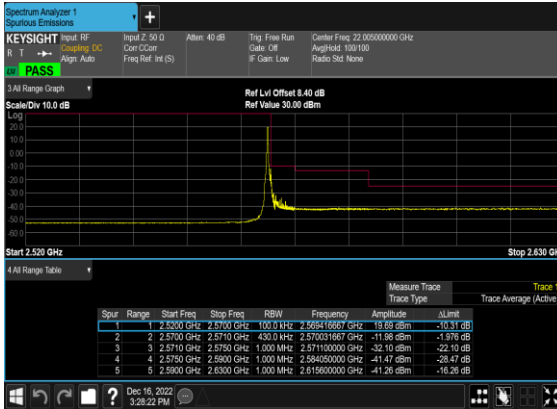 Spectrum Analyzer 1
Spurious Emissions
+
KEYSIGHT Input: RF Input Z: 50 Ω Atten: 40 dB Trig: Free Run Center Freq: 22.005000000 GHz
R T Coupling: DC Corr CCorr Gate: Off Avg|Hold: 100/100
Align: Auto Freq Ref: Int (S) IF Gain: Low Radio Std: None
PASS
3 All Range Graph
Ref Lvl Offset 8.40 dB
Scale/Div 10.0 dB Ref Value 30.00 dBm
Log
20.0
10.0
0.00
-10.0
-20.0
-30.0
-40.0
-50.0
-60.0
Start 2.520 GHz Stop 2.630 GH
4 All Range Table
Measure Trace Trace 1
Trace Type Trace Average (Active
Spur Range Start Freq Stop Freq RBW Frequency Amplitude ΔLimit
1 1 2.5200 GHz 2.5700 GHz 100.0 kHz 2.569416667 GHz 19.69 dBm -10.31 dB
2 2 2.5700 GHz 2.5710 GHz 430.0 kHz 2.570031667 GHz -11.98 dBm -1.976 dB
3 3 2.5710 GHz 2.5750 GHz 1.000 MHz 2.571100000 GHz -32.10 dBm -22.10 dB
4 4 2.5750 GHz 2.5900 GHz 1.000 MHz 2.584050000 GHz -41.47 dBm -28.47 dB
5 5 2.5900 GHz 2.6300 GHz 1.000 MHz 2.615600000 GHz -41.26 dBm -16.26 dB
? Dec 16, 2022
3:28:22 PM